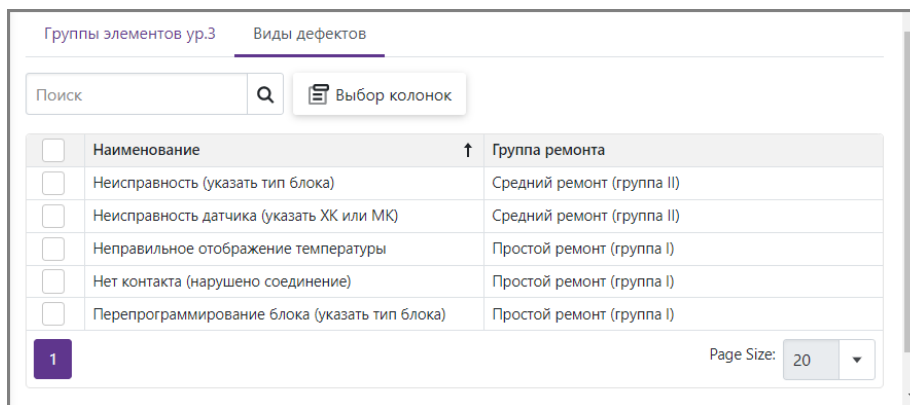 Группы элементов ур.3 Виды дефектов
Поиск Выбор колонок
Наименование Группа ремонта
Неисправность (указать тип блока) Средний ремонт (группа II)
Неисправность датчика (указать ХК или МК) Средний ремонт (группа II)
Неправильное отображение температуры Простой ремонт (группа I)
Нет контакта (нарушено соединение) Простой ремонт (группа I)
Перепрограммирование блока (указать тип блока) Простой ремонт (группа I)
1 Page Size: 20